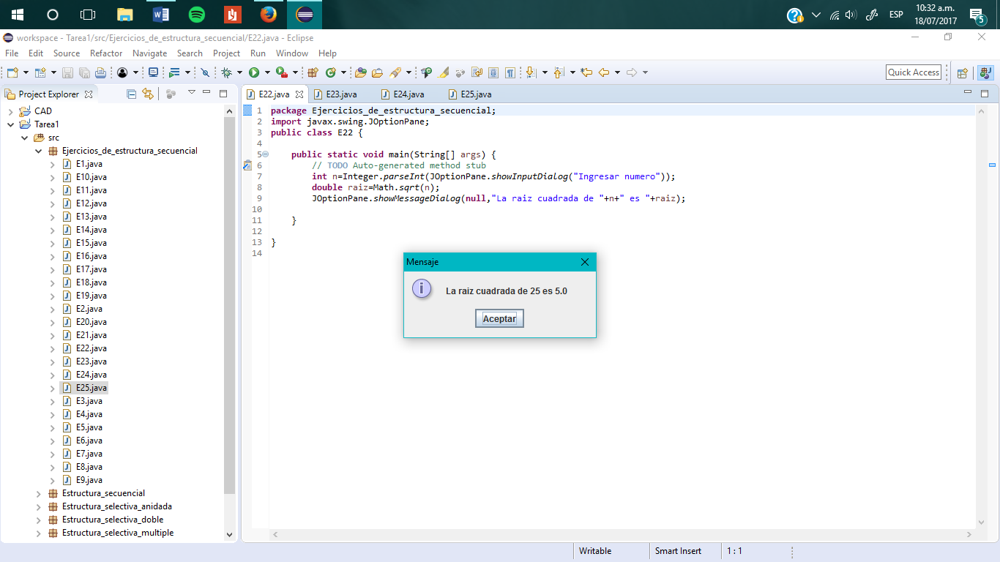 10:32 a.m.
ESP
18/07/2017
5
workspace - Tarea1/src/Ejercicios_de_estructura_secuencial/E22.java - Eclipse
File Edit Source Refactor Navigate Search Project Run Window Help
Quick Access
Project Explorer
CAD
Tarea1
src
Ejercicios_de_estructura_secuencial
E1.java
E10.java
E11.java
E12.java
E13.java
E14.java
E15.java
E16.java
E17.java
E18.java
E19.java
E2.java
E20.java
E21.java
E22.java
E23.java
E24.java
E25.java
E3.java
E4.java
E5.java
E6.java
E7.java
E8.java
E9.java
Estructura_secuencial
Estructura_selectiva_anidada
Estructura_selectiva_doble
Estructura_selectiva_multiple
E22.java E23.java E24.java E25.java
1 package Ejercicios_de_estructura_secuencial;
2 import javax.swing.JOptionPane;
3 public class E22 {
4
5 public static void main(String[] args) {
6 // TODO Auto-generated method stub
7 int n=Integer.parseInt(JOptionPane.showInputDialog("Ingresar numero"));
8 double raiz=Math.sqrt(n);
9 JOptionPane.showMessageDialog(null,"La raiz cuadrada de "+n+" es "+raiz);
10
11 }
12
13 }
14
Mensaje
La raiz cuadrada de 25 es 5.0
Aceptar
Writable Smart Insert 1 : 1